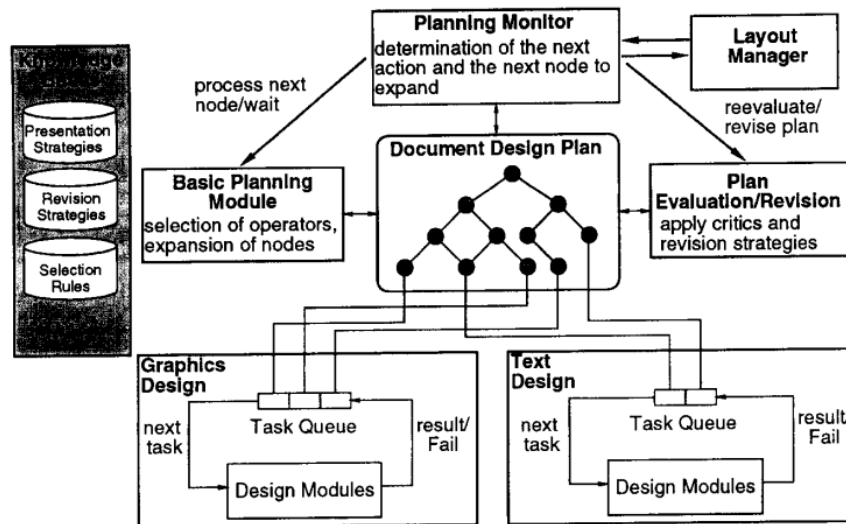 Planning Monitor
determination of the next
action and the next node to
expand
Layout
Manager
Knowledge
Presentation
Strategies
Revision
Strategies
Selection
Rules
process next
node/wait
reevaluate/
revise plan
Basic Planning
Module
selection of operators,
expansion of nodes
Document Design Plan
Plan
Evaluation/Revision
apply critics and
revision strategies
Graphics
Design
next
task
Task Queue
result/
Fail
Design Modules
Text
Design
next
task
Task Queue
result/
Fail
Design Modules